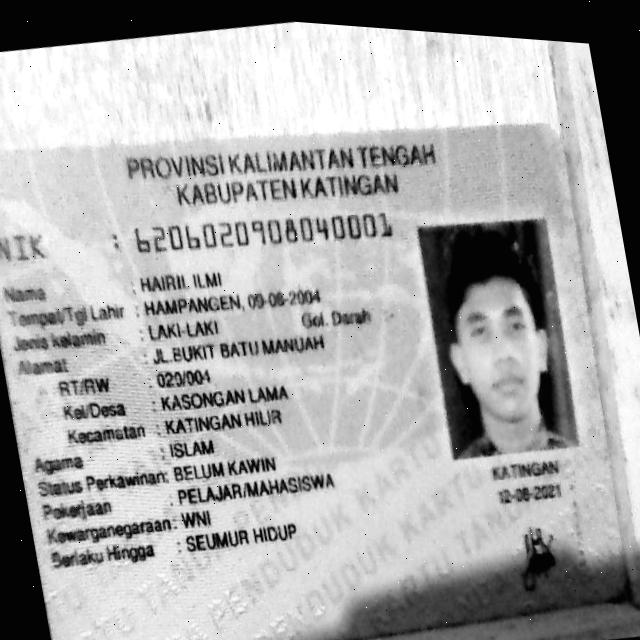 PROVINSI KALIMANTAN TENGAH
KABUPATEN KATINGAN
NIK : 6206020908040001
Nama : HAIRIL ILMI
Tempat/Tgl Lahir : HAMPANGEN, 09-08-2004
Jenis kelamin : LAKI-LAKI Gol. Darah
Alamat : JL.BUKIT BATU MANUAH
RT/RW : 020/004
Kel/Desa : KASONGAN LAMA
Kecamatan : KATINGAN HILIR
Agama : ISLAM
Status Perkawinan: BELUM KAWIN
Pekerjaan : PELAJAR/MAHASISWA
Kewarganegaraan: WNI
Berlaku Hingga : SEUMUR HIDUP
KATINGAN
12-08-2021